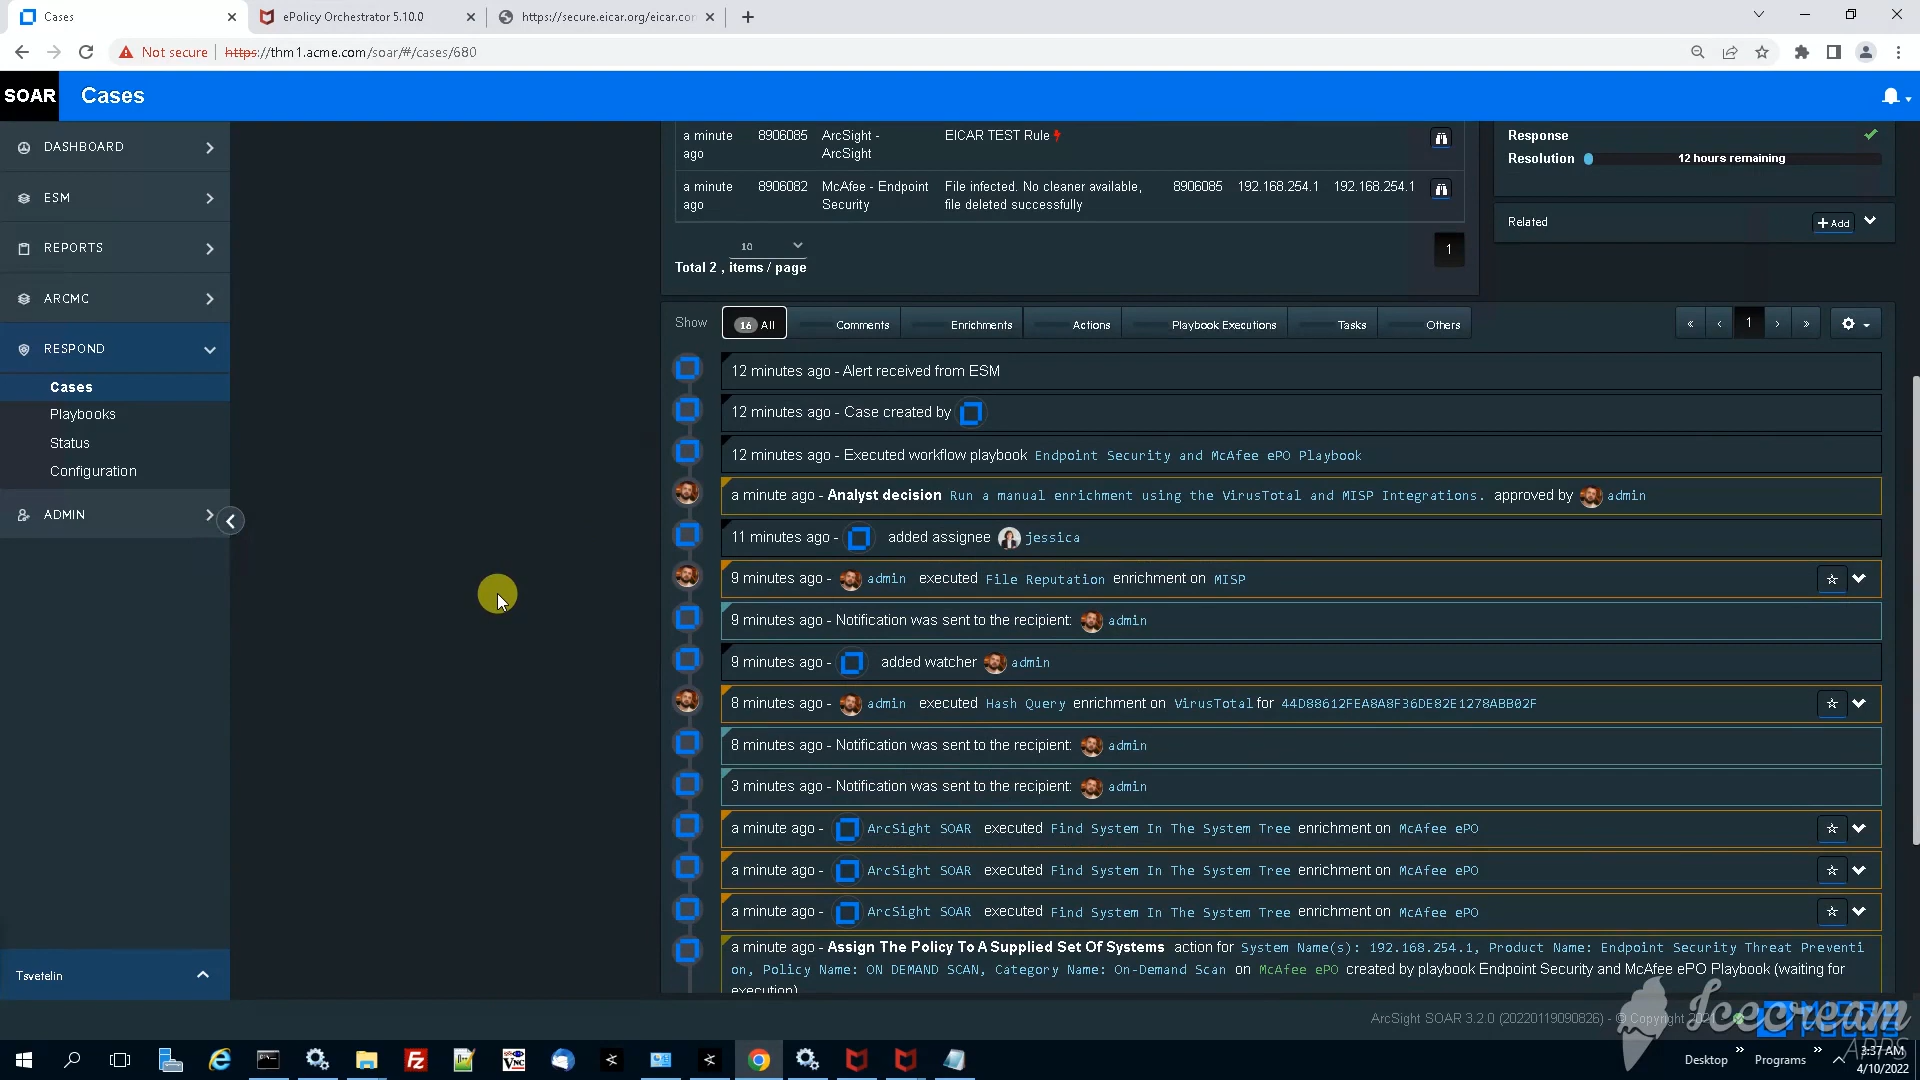 Cases
ePolicy Orchestrator 5.10.0
https://secure.eicar.org/eicar.con
Not secure
https://thm1.acme.com/soar/#/cases/680
SOAR
Cases
DASHBOARD
ESM
REPORTS
ARCMC
RESPOND
Cases
Playbooks
Status
Configuration
ADMIN
Tsvetelin
a minute ago 8906085 ArcSight - ArcSight EICAR TEST Rule
a minute ago 8906082 McAfee - Endpoint Security File infected. No cleaner available, file deleted successfully 8906085 192.168.254.1 192.168.254.1
10
1
Total 2 , items / page
Response
Resolution 12 hours remaining
Related
Add
Show
16 All
Comments
Enrichments
Actions
Playbook Executions
Tasks
Others
« ‹ 1 › »
12 minutes ago - Alert received from ESM
12 minutes ago - Case created by
12 minutes ago - Executed workflow playbook Endpoint Security and McAfee ePO Playbook
a minute ago - Analyst decision Run a manual enrichment using the VirusTotal and MISP Integrations. approved by admin
11 minutes ago - added assignee jessica
9 minutes ago - admin executed File Reputation enrichment on MISP
9 minutes ago - Notification was sent to the recipient: admin
9 minutes ago - added watcher admin
8 minutes ago - admin executed Hash Query enrichment on VirusTotal for 44D88612FEA8A8F36DE82E1278ABB02F
8 minutes ago - Notification was sent to the recipient: admin
3 minutes ago - Notification was sent to the recipient: admin
a minute ago - ArcSight SOAR executed Find System In The System Tree enrichment on McAfee ePO
a minute ago - ArcSight SOAR executed Find System In The System Tree enrichment on McAfee ePO
a minute ago - ArcSight SOAR executed Find System In The System Tree enrichment on McAfee ePO
a minute ago - Assign The Policy To A Supplied Set Of Systems action for System Name(s): 192.168.254.1, Product Name: Endpoint Security Threat Preventi
on, Policy Name: ON DEMAND SCAN, Category Name: On-Demand Scan on McAfee ePO created by playbook Endpoint Security and McAfee ePO Playbook (waiting for
execution)
ArcSight SOAR 3.2.0 (20220119090826) - © Copyright
Icecream
APPS
Desktop
Programs
3:37 AM
4/10/2022